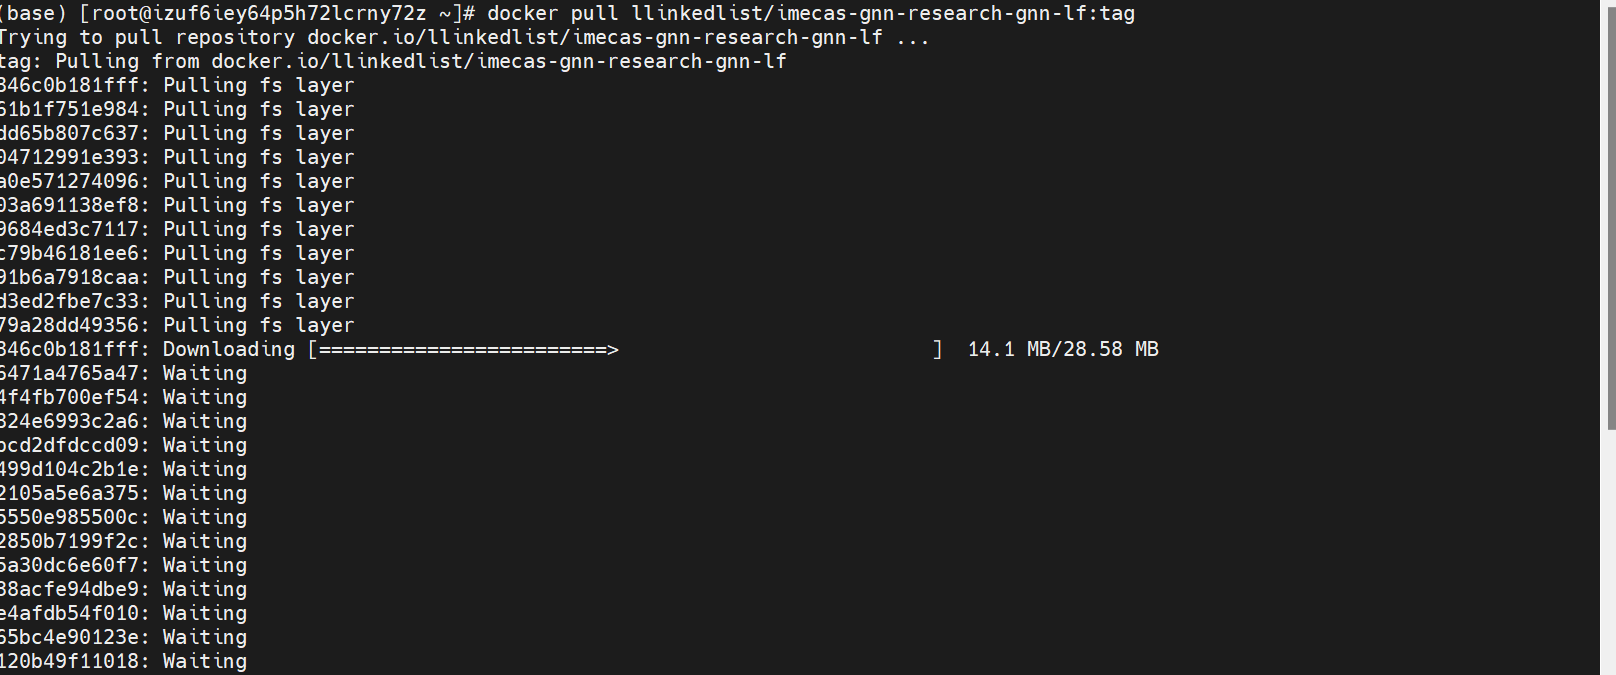 (base) [root@izuf6iey64p5h72lcrny72z ~]# docker pull llinkedlist/imecas-gnn-research-gnn-lf:tag
Trying to pull repository docker.io/llinkedlist/imecas-gnn-research-gnn-lf ...
tag: Pulling from docker.io/llinkedlist/imecas-gnn-research-gnn-lf
846c0b181fff: Pulling fs layer
61b1f751e984: Pulling fs layer
dd65b807c637: Pulling fs layer
04712991e393: Pulling fs layer
a0e571274096: Pulling fs layer
03a691138ef8: Pulling fs layer
9684ed3c7117: Pulling fs layer
c79b46181ee6: Pulling fs layer
91b6a7918caa: Pulling fs layer
d3ed2fbe7c33: Pulling fs layer
79a28dd49356: Pulling fs layer
846c0b181fff: Downloading [========================>                          ]  14.1 MB/28.58 MB
6471a4765a47: Waiting
4f4fb700ef54: Waiting
324e6993c2a6: Waiting
bcd2dfdccd09: Waiting
499d104c2b1e: Waiting
2105a5e6a375: Waiting
5550e985500c: Waiting
2850b7199f2c: Waiting
5a30dc6e60f7: Waiting
38acfe94dbe9: Waiting
e4afdb54f010: Waiting
65bc4e90123e: Waiting
120b49f11018: Waiting